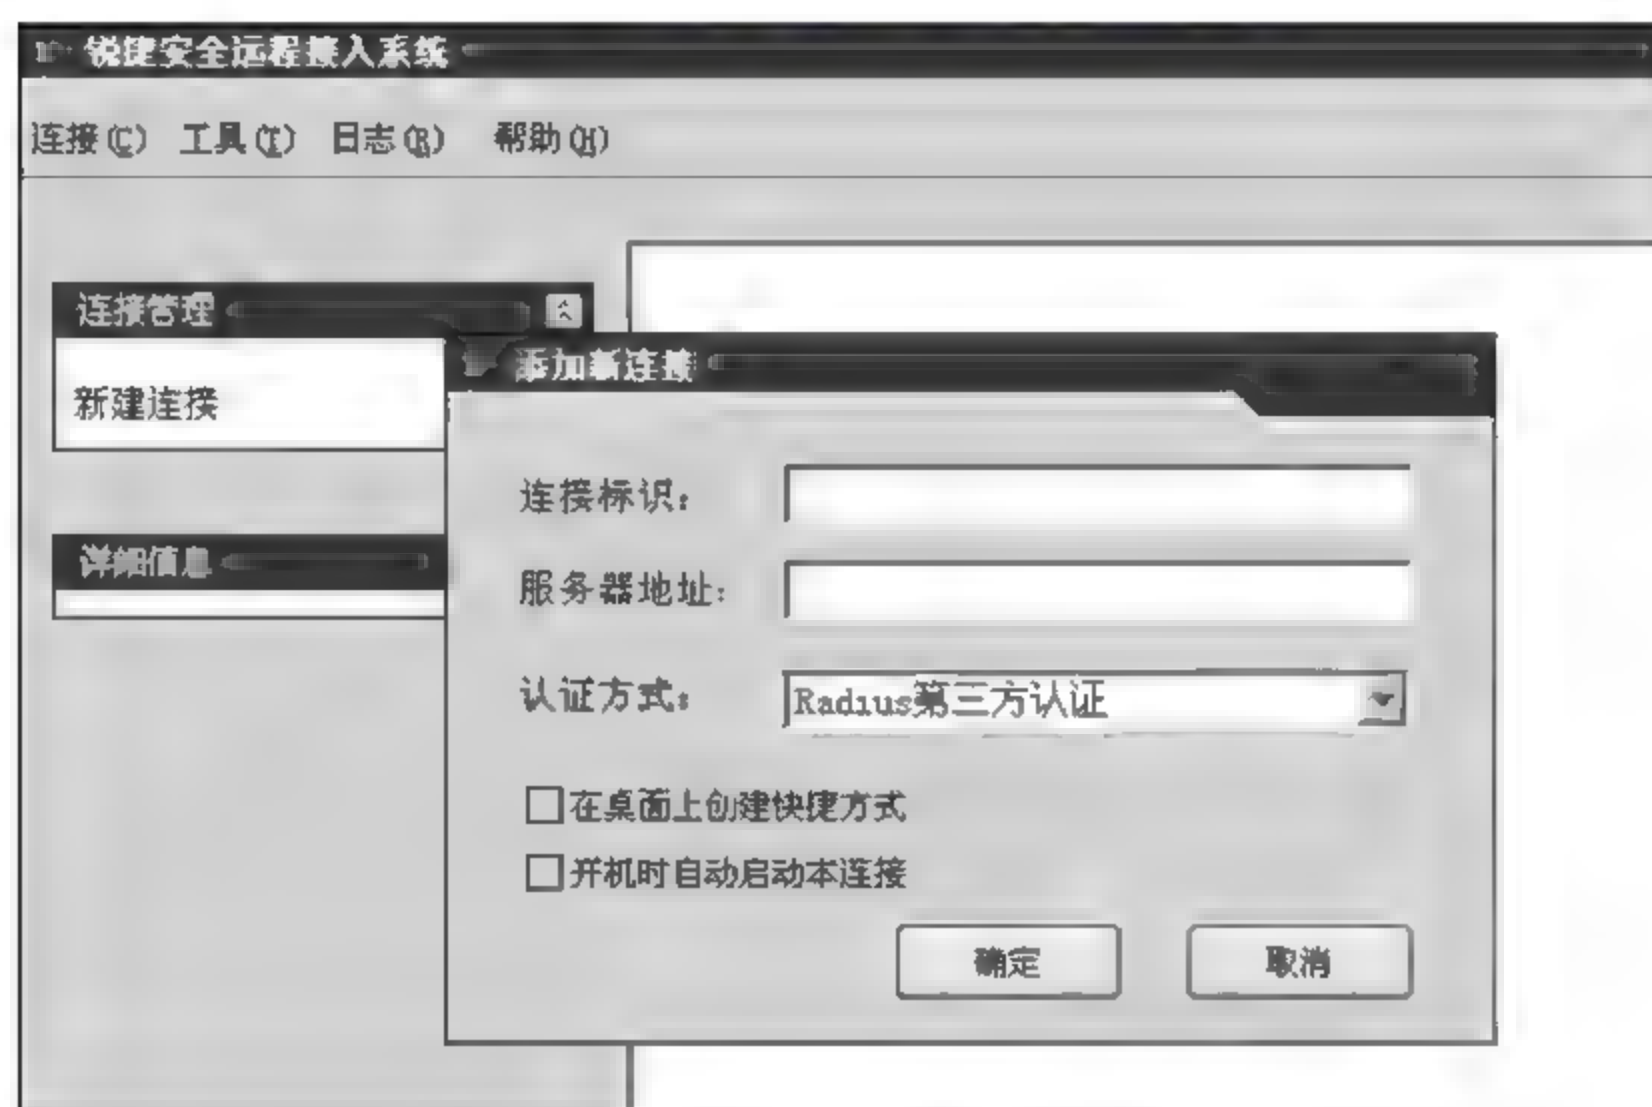 锐捷安全远程接入系统
连接(C) 工具(T) 日志(R) 帮助(H)
连接管理
新建连接
详细信息
添加新连接
连接标识:
服务器地址:
认证方式: Radius第三方认证
在桌面上创建快捷方式
开机时自动启动本连接
确定 取消